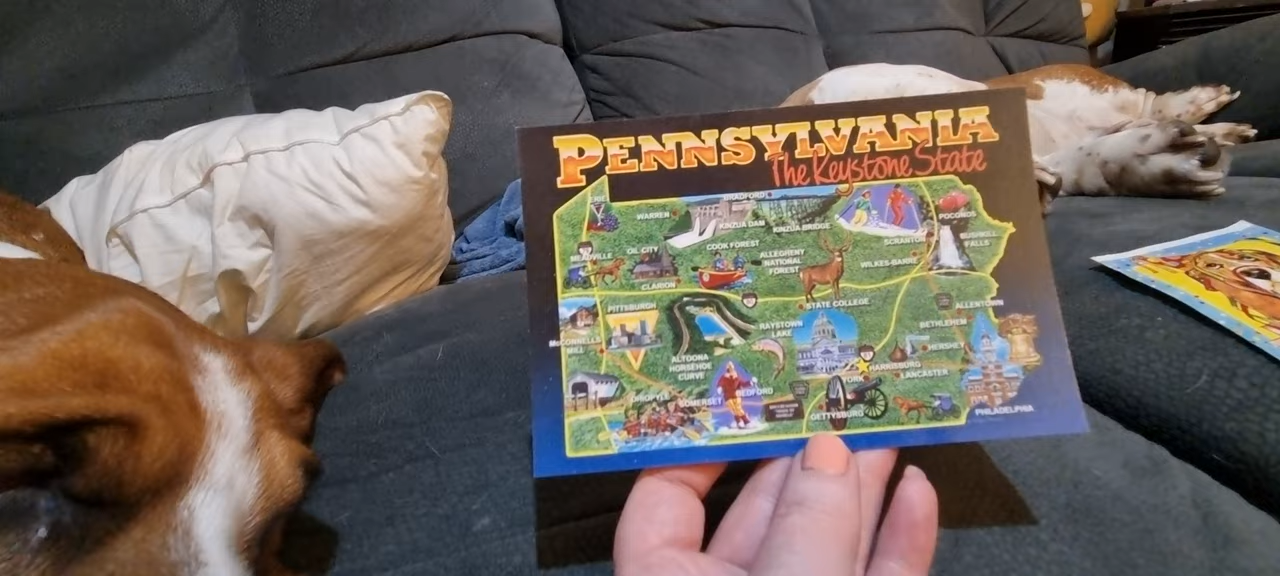 PENNSYLVANIA
The Keystone State
ERIE
WARREN
BRADFORD
KINZUA DAM
KINZUA BRIDGE
POCONOS
SCRANTON
BUSHKILL
FALLS
MEADVILLE
OIL CITY
COOK FOREST
ALLEGHENY
NATIONAL
FOREST
WILKES-BARRE
CLARION
STATE COLLEGE
ALLENTOWN
PITTSBURGH
RAYSTOWN
LAKE
BETHLEHEM
McCONNELLS
MILL
HERSHEY
ALTOONA
HORSEHOE
CURVE
HARRISBURG
LANCASTER
YORK
OHIOPYLE
SOMERSET
BEDFORD
GETTYSBURG
PHILADELPHIA